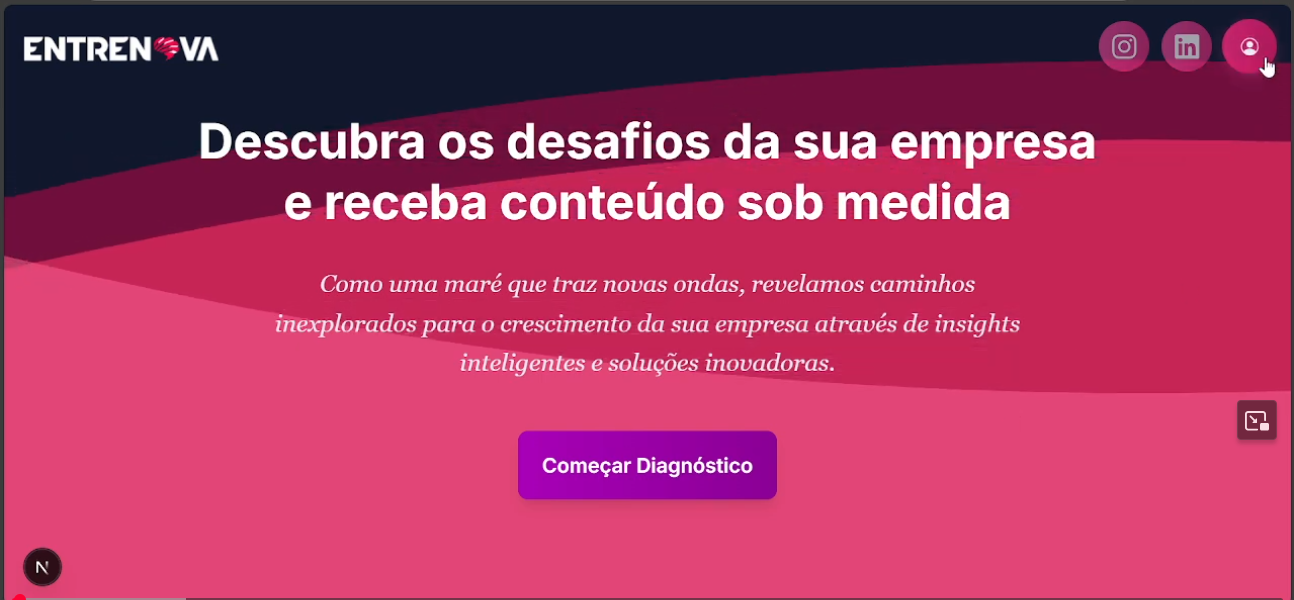 ENTRENOVA
in
Descubra os desafios da sua empresa
e receba conteúdo sob medida
Como uma maré que traz novas ondas, revelamos caminhos
inexplorados para o crescimento da sua empresa através de insights
inteligentes e soluções inovadoras.
Começar Diagnóstico
N